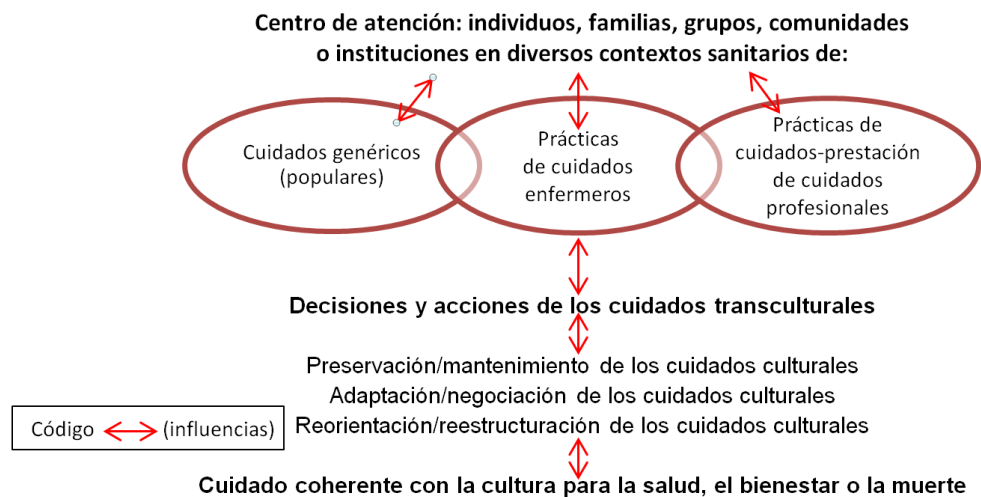 Centro de atención: individuos, familias, grupos, comunidades
o instituciones en diversos contextos sanitarios de:
Cuidados genéricos
(populares)
Prácticas
de cuidados
enfermeros
Prácticas de
cuidados-prestación
de cuidados
profesionales
Decisiones y acciones de los cuidados transculturales
Preservación/mantenimiento de los cuidados culturales
Adaptación/negociación de los cuidados culturales
Reorientación/reestructuración de los cuidados culturales
Código (influencias)
Cuidado coherente con la cultura para la salud, el bienestar o la muerte